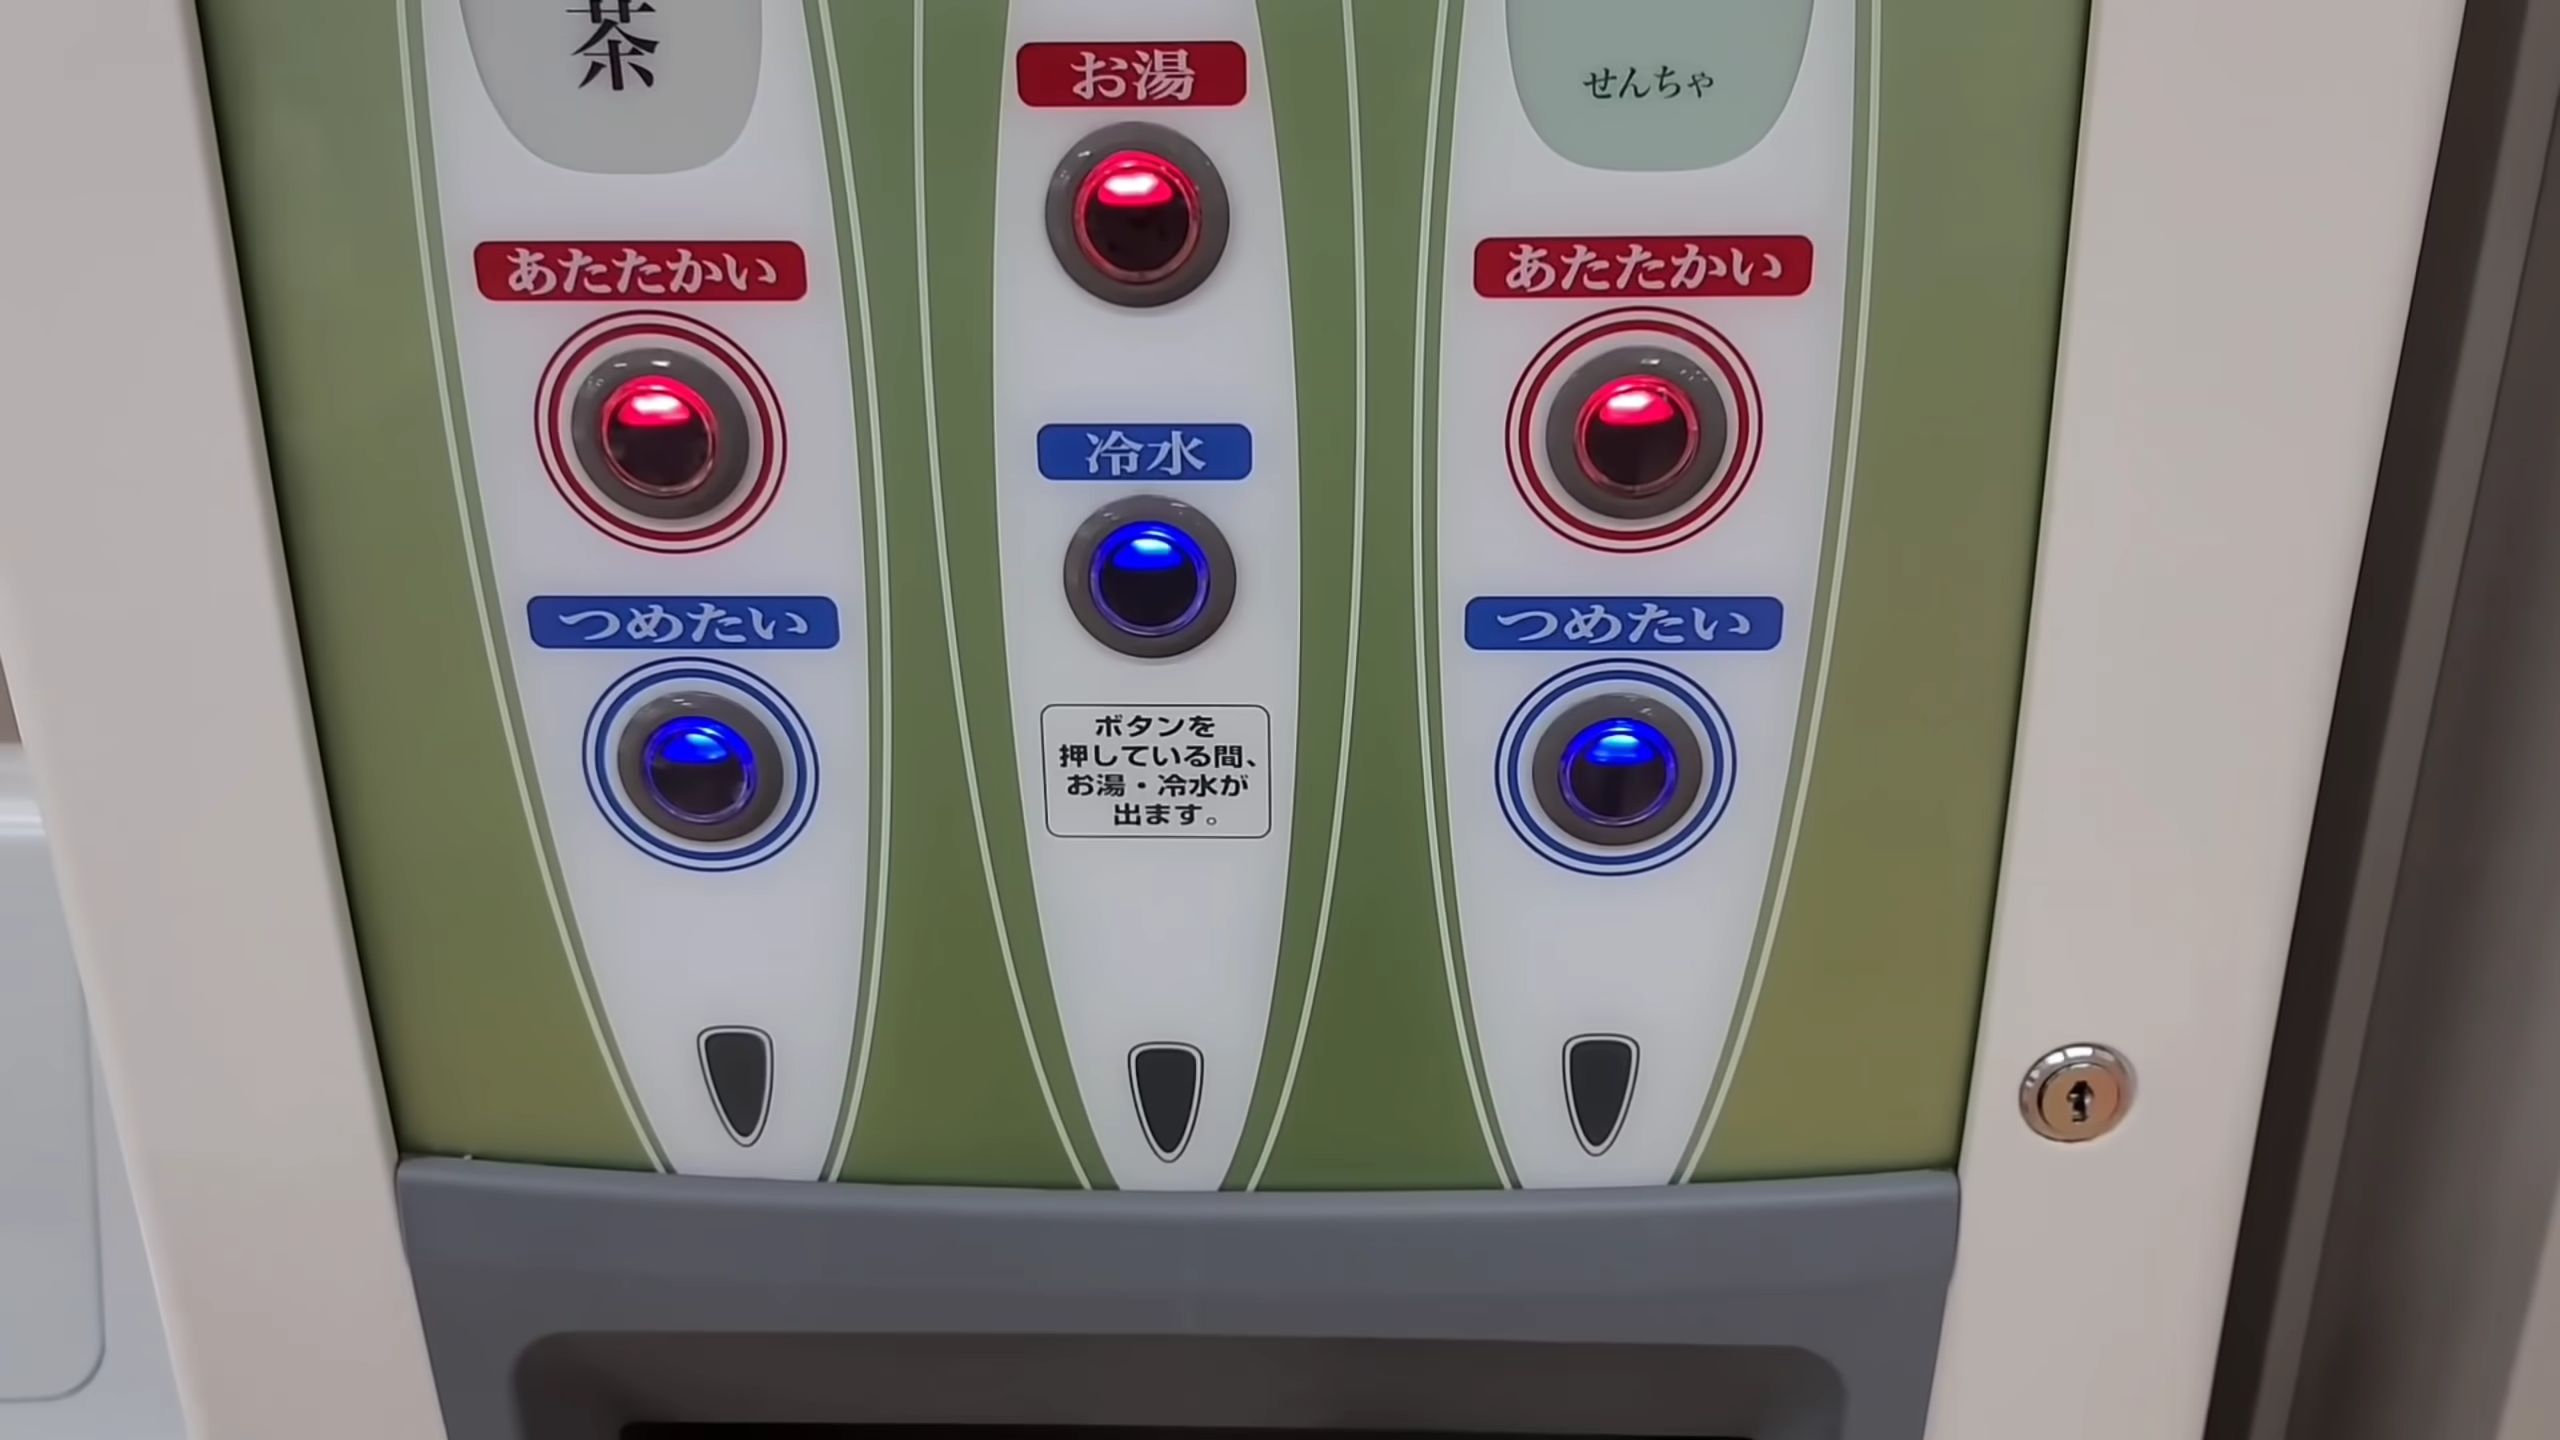 茶
あたたかい
つめたい
お湯
冷水
ボタンを
押している間、
お湯・冷水が
出ます。
せんちゃ
あたたかい
つめたい